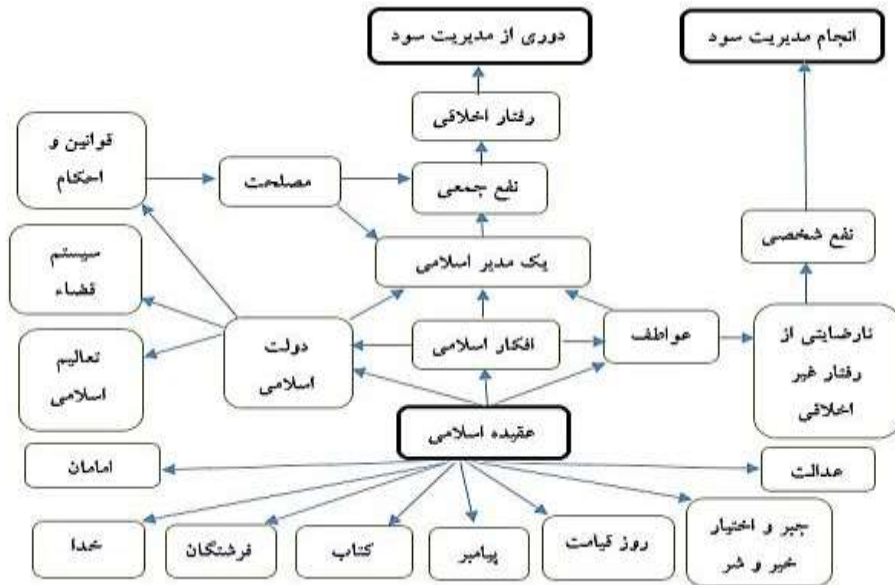 انجام مدیریت سود
دوری از مدیریت سود
رفتار اخلاقی
قوانین و
احکام
مصلحت
نفع جمعی
نفع شخصی
یک مدیر اسلامی
سیستم
قضاء
عواطف
افکار اسلامی
دولت
اسلامی
نارضایتی از
رفتار غیر
اخلاقی
تعالیم
اسلامی
عقیده اسلامی
عدالت
امامان
جبر و اختیار
خیر و شر
روز قیامت
پیامبر
کتاب
فرشتگان
خدا